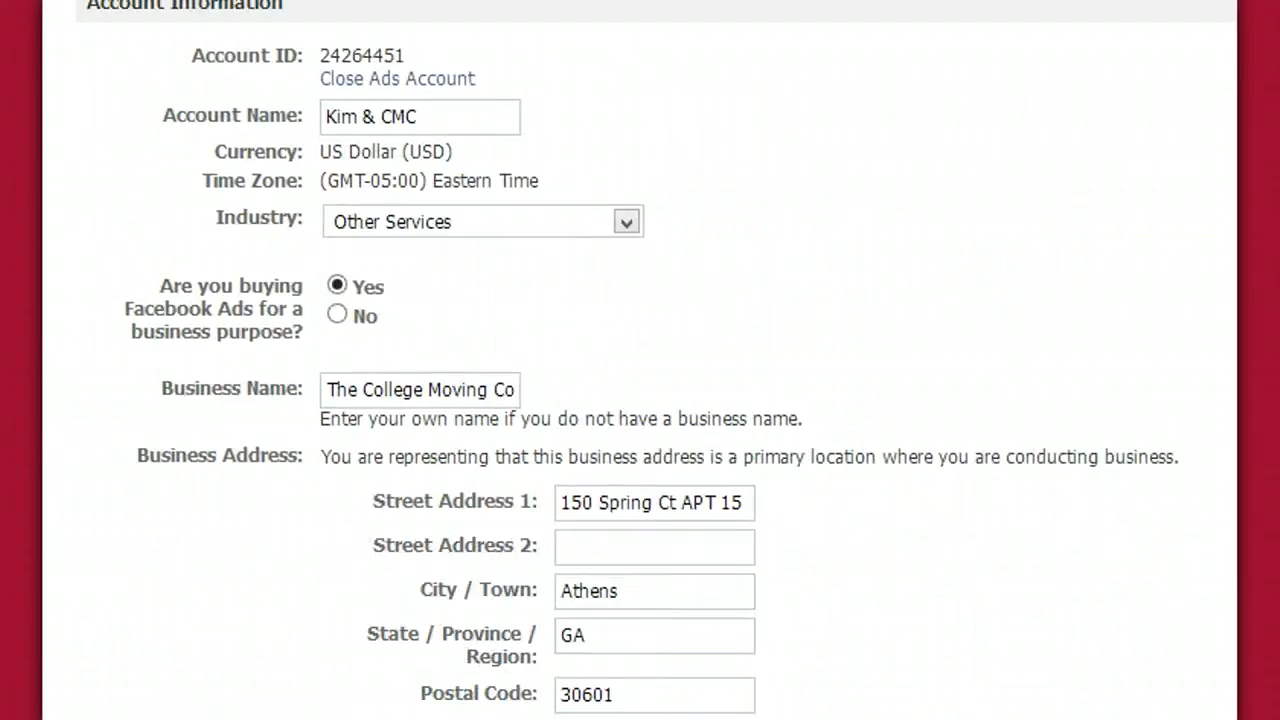 Account Information
Account ID: 24264451
Close Ads Account
Account Name: Kim & CMC
Currency: US Dollar (USD)
Time Zone: (GMT-05:00) Eastern Time
Industry: Other Services
Are you buying
Facebook Ads for a
business purpose?
Yes
No
Business Name: The College Moving Co
Enter your own name if you do not have a business name.
Business Address: You are representing that this business address is a primary location where you are conducting business.
Street Address 1: 150 Spring Ct APT 15
Street Address 2:
City / Town: Athens
State / Province /
Region:
GA
Postal Code: 30601